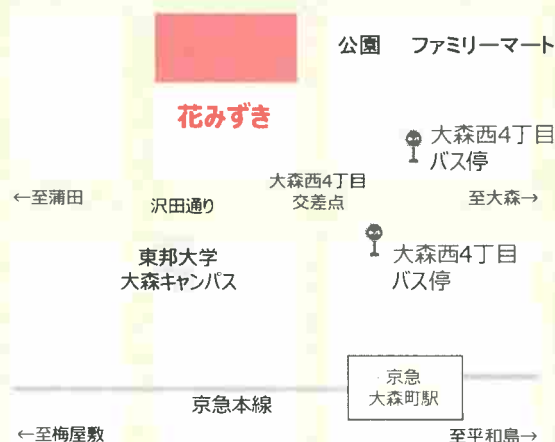 公園
ファミリーマート
花みずき
大森西4丁目
バス停
大森西4丁目
交差点
←至蒲田
沢田通り
至大森→
東邦大学
大森キャンパス
大森西4丁目
バス停
京急
大森町駅
京急本線
←至梅屋敷
至平和島→